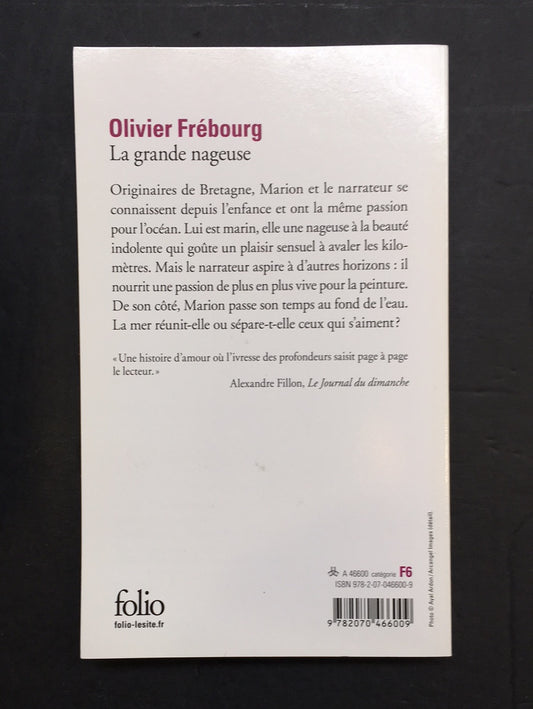 Olivier Frébourg
La grande nageuse
Originaires de Bretagne, Marion et le narrateur se
connaissent depuis l'enfance et ont la même passion
pour l'océan. Lui est marin, elle une nageuse à la beauté
indolente qui goûte un plaisir sensuel à avaler les kilo-
mètres. Mais le narrateur aspire à d'autres horizons : il
nourrit une passion de plus en plus vive pour la peinture.
De son côté, Marion passe son temps au fond de l'eau.
La mer réunit-elle ou sépare-t-elle ceux qui s'aiment ?
« Une histoire d'amour où l'ivresse des profondeurs saisit page à page
le lecteur. »
Alexandre Fillon, Le Journal du dimanche
A 46600 catégorie F6
ISBN 978-2-07-046600-9
9 782070 466009
folio
folio-lesite.fr
Photo © Ayal Ardon / Arcangel Images (détail).